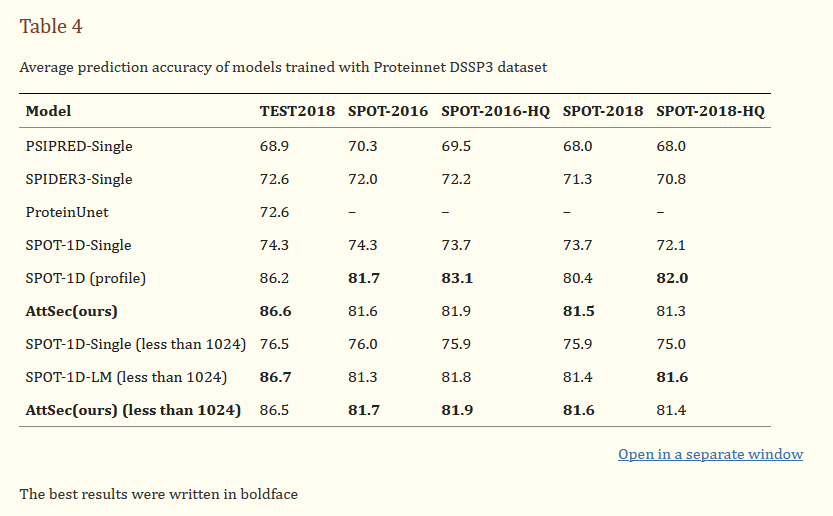 Table 4
Average prediction accuracy of models trained with Proteinnet DSSP3 dataset
Model TEST2018 SPOT-2016 SPOT-2016-HQ SPOT-2018 SPOT-2018-HQ
PSIPRED-Single 68.9 70.3 69.5 68.0 68.0
SPIDER3-Single 72.6 72.0 72.2 71.3 70.8
ProteinUnet 72.6 – – – –
SPOT-1D-Single 74.3 74.3 73.7 73.7 72.1
SPOT-1D (profile) 86.2 81.7 83.1 80.4 82.0
AttSec(ours) 86.6 81.6 81.9 81.5 81.3
SPOT-1D-Single (less than 1024) 76.5 76.0 75.9 75.9 75.0
SPOT-1D-LM (less than 1024) 86.7 81.3 81.8 81.4 81.6
AttSec(ours) (less than 1024) 86.5 81.7 81.9 81.6 81.4
Open in a separate window
The best results were written in boldface